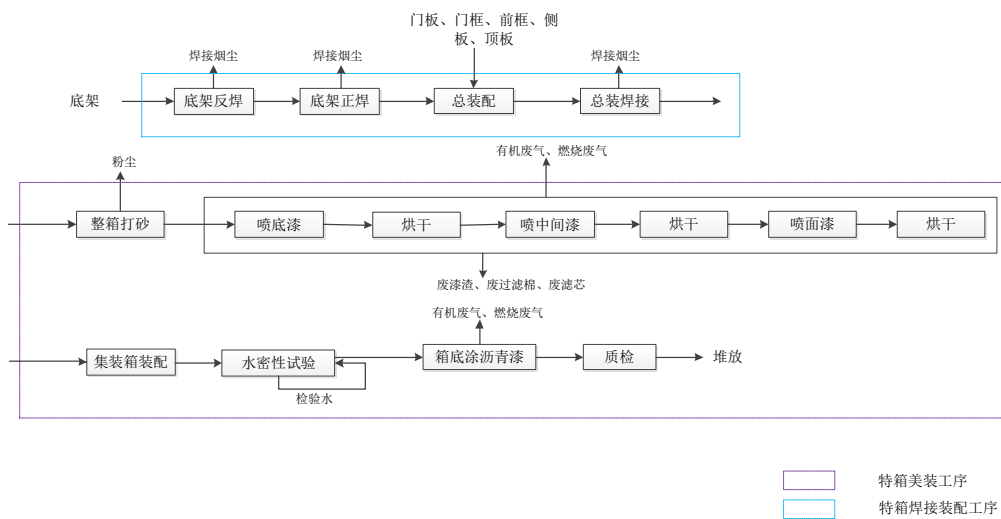 门板、门框、前框、侧
板、顶板
焊接烟尘
焊接烟尘
焊接烟尘
底架
底架反焊
底架正焊
总装配
总装焊接
有机废气、燃烧废气
粉尘
整箱打砂
喷底漆
烘干
喷中间漆
烘干
喷面漆
烘干
废漆渣、废过滤棉、废滤芯
有机废气、燃烧废气
集装箱装配
水密性试验
箱底涂沥青漆
质检
堆放
检验水
特箱美装工序
特箱焊接装配工序